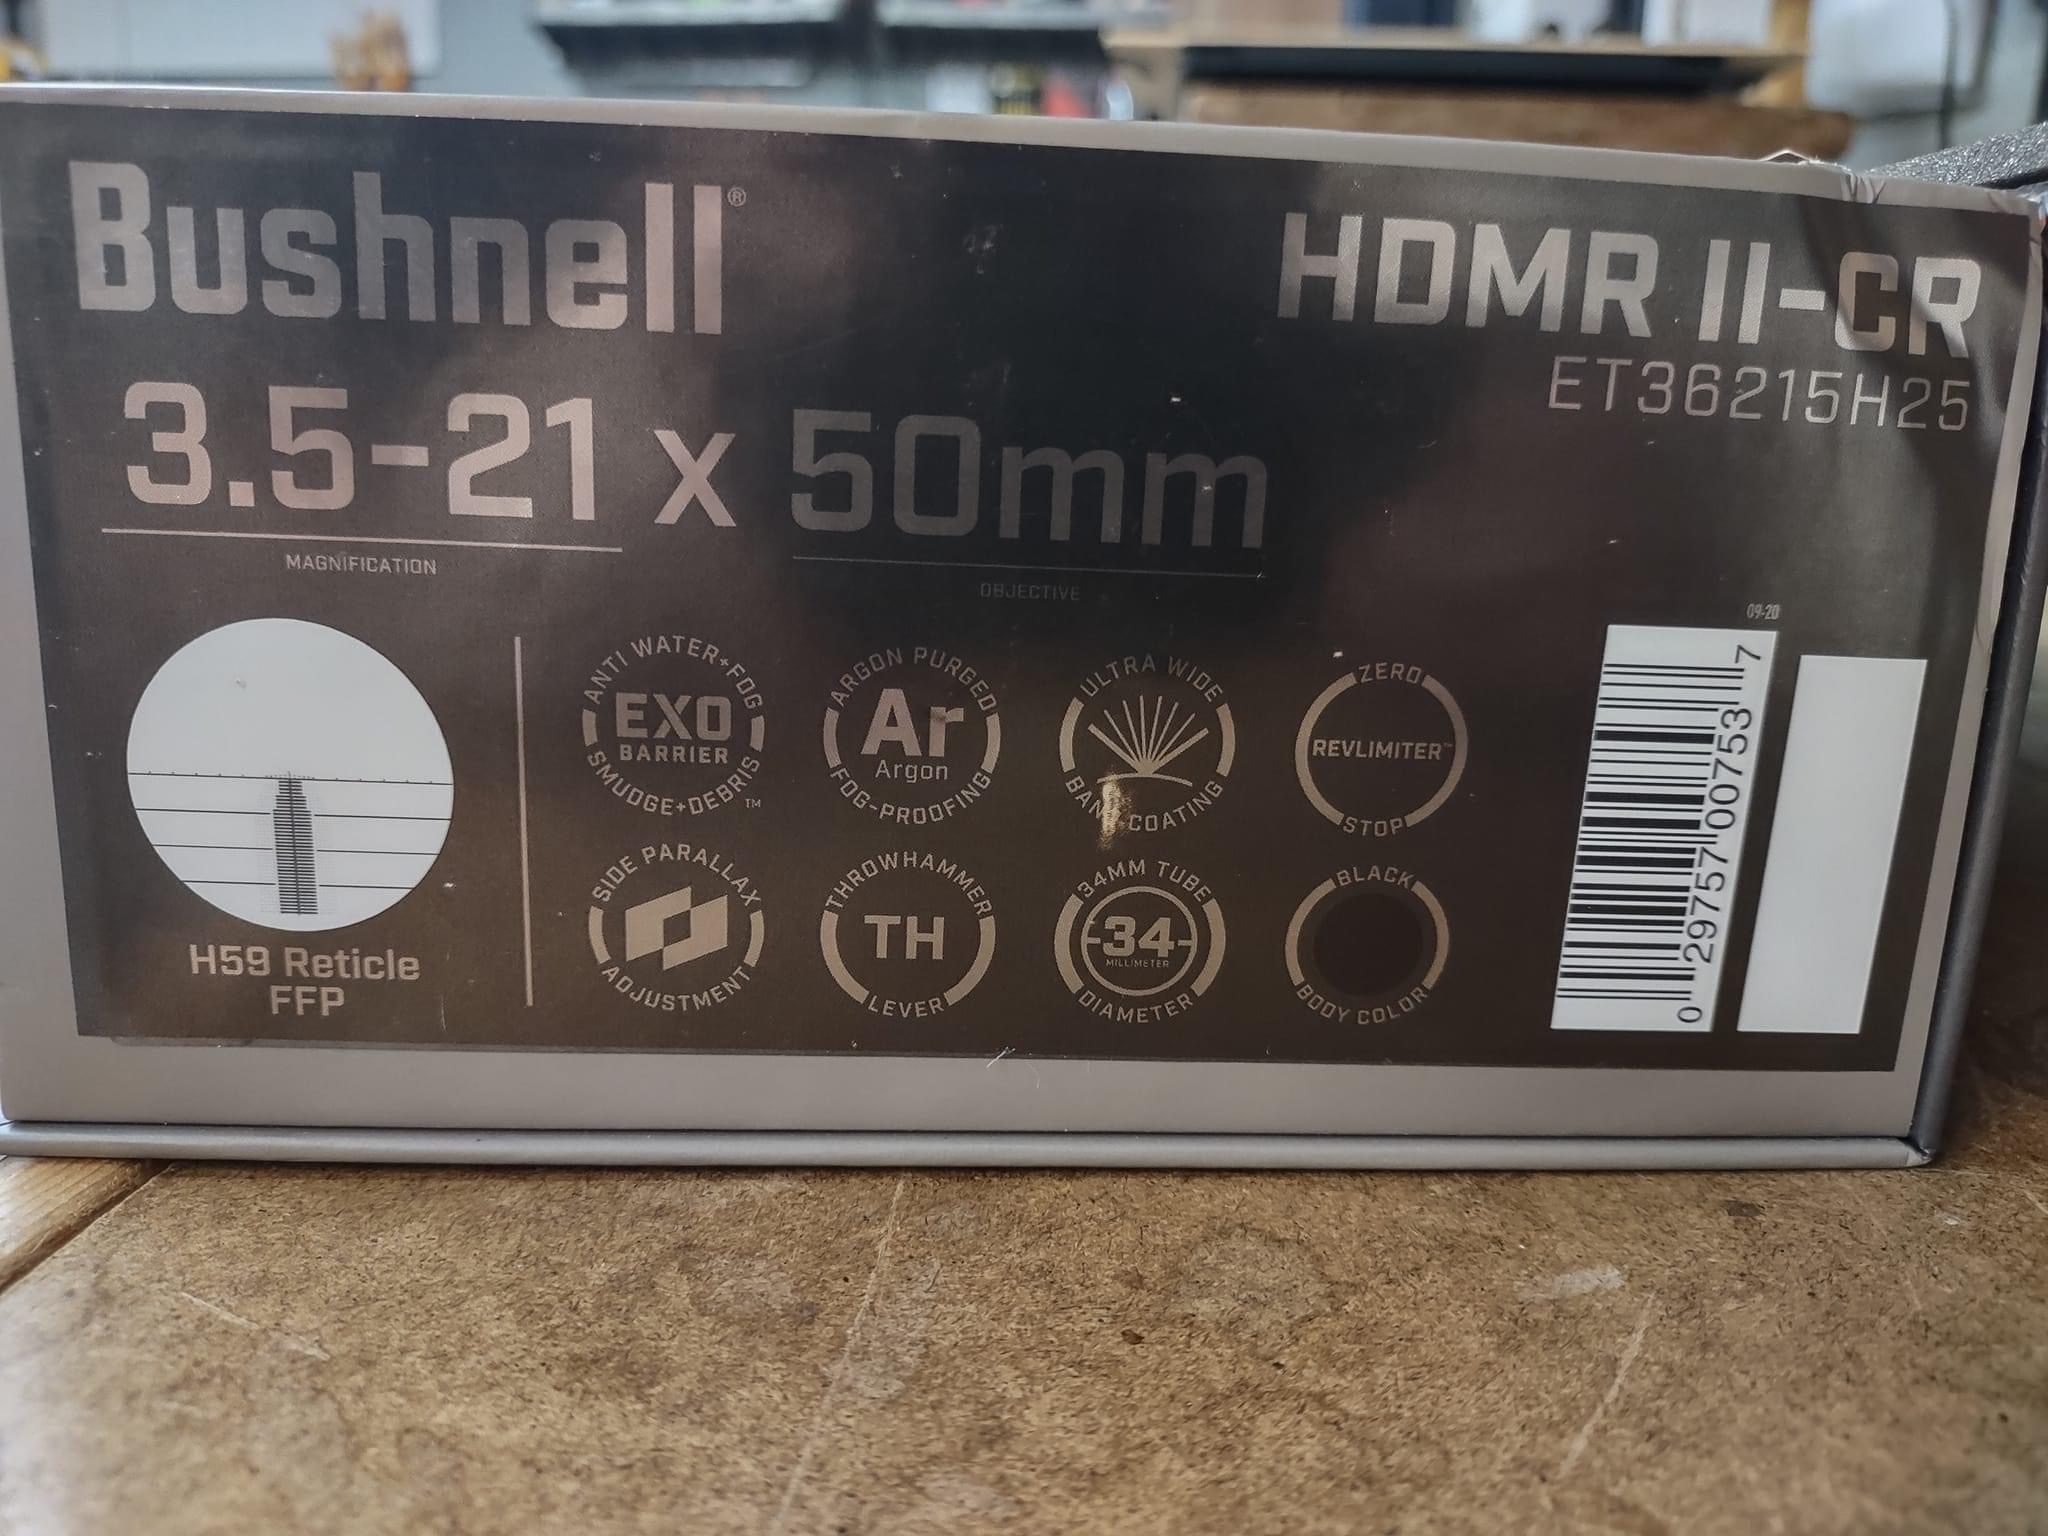 Bushnell®
HDMR II-CR
ET36215H25
3.5-21 x 50mm
MAGNIFICATION
OBJECTIVE
H59 Reticle
FFP
ANTI WATER+FOG
EXO
BARRIER
SMUDGE+DEBRIS™
ARGON PURGED
Ar
Argon
FOG-PROOFING
ULTRA WIDE
BAND COATING
ZERO
REVLIMITER™
STOP
SIDE PARALLAX
ADJUSTMENT
THROWHAMMER
TH
LEVER
34MM TUBE
-34-
MILLIMETER
DIAMETER
BLACK
BODY COLOR
09-20
0 29757 00753 7